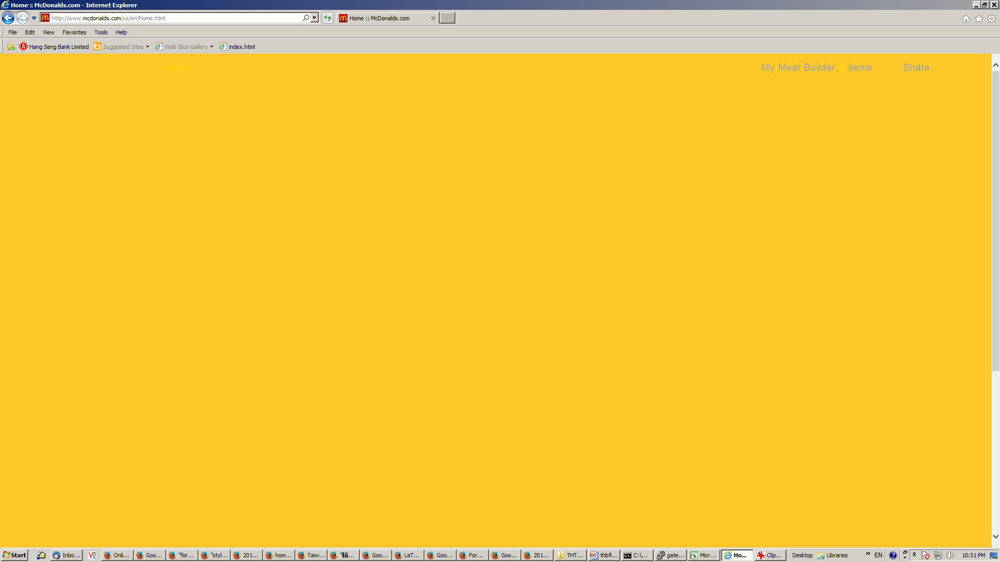 Home :: McDonalds.com - Internet Explorer
http://www.mcdonalds.com/us/en/home.html
Home :: McDonalds.com
File Edit View Favorites Tools Help
Hang Seng Bank Limited Suggested Sites Web Slice Gallery index.html
Home My Meal Builder 0 items Share
Start Inbo... Onli... Goo... "for... "styl... 201... hom... Taiw... "輪... Goo... LaT... Goo... For... Goo... 201... THT... thbfi... C:\... gate... Micr... Ho... Clip... Desktop Libraries » EN 10:51 PM